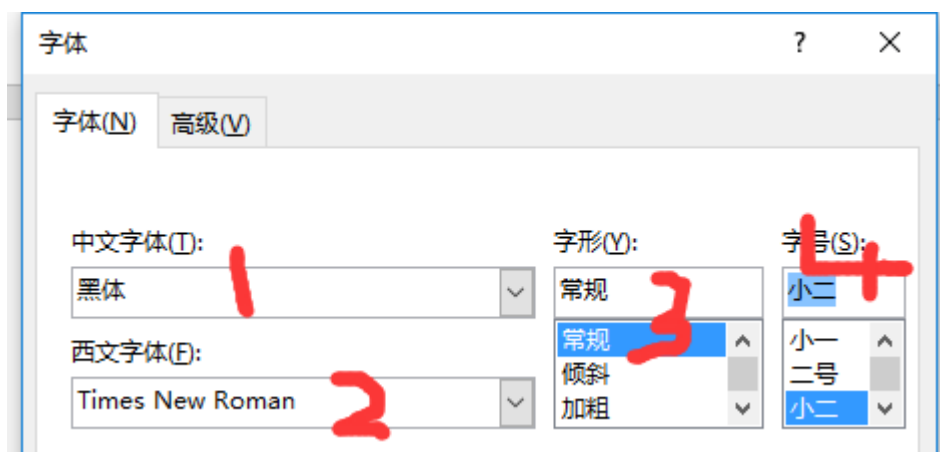 字体 ? ×
字体(N) 高级(V)
中文字体(T): 字形(Y): 字号(S):
黑体 常规 小二
1 3 4
常规 小一
西文字体(F): 倾斜 二号
Times New Roman 加粗 小二
2